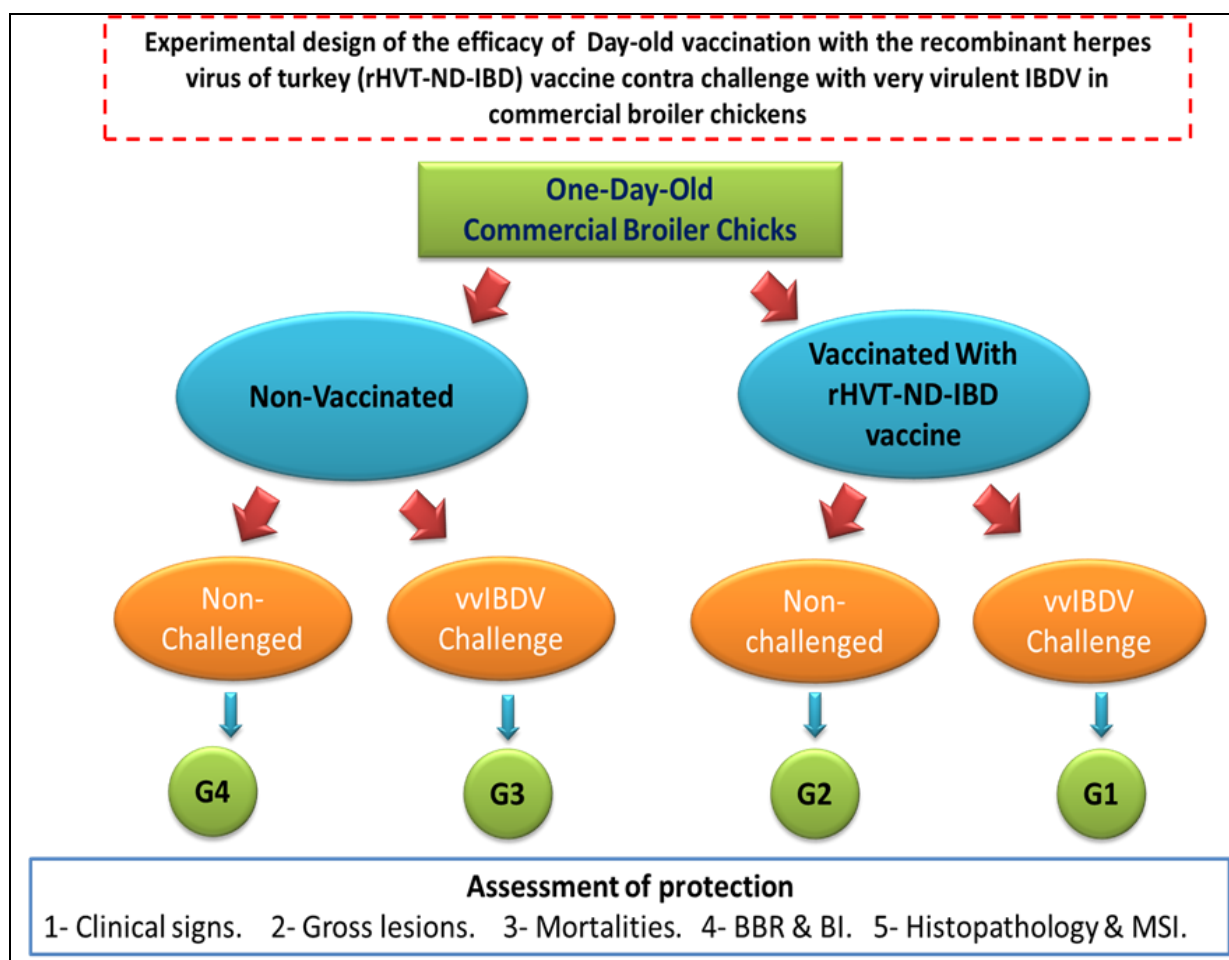 Experimental design of the efficacy of Day-old vaccination with the recombinant herpes
virus of turkey (rHVT-ND-IBD) vaccine contra challenge with very virulent IBDV in
commercial broiler chickens
One-Day-Old
Commercial Broiler Chicks
Non-Vaccinated
Vaccinated With
rHVT-ND-IBD
vaccine
Non-
Challenged
vvIBDV
Challenge
Non-
challenged
vvIBDV
Challenge
G4
G3
G2
G1
Assessment of protection
1- Clinical signs. 2- Gross lesions. 3- Mortalities. 4- BBR & BI. 5- Histopathology & MSI.